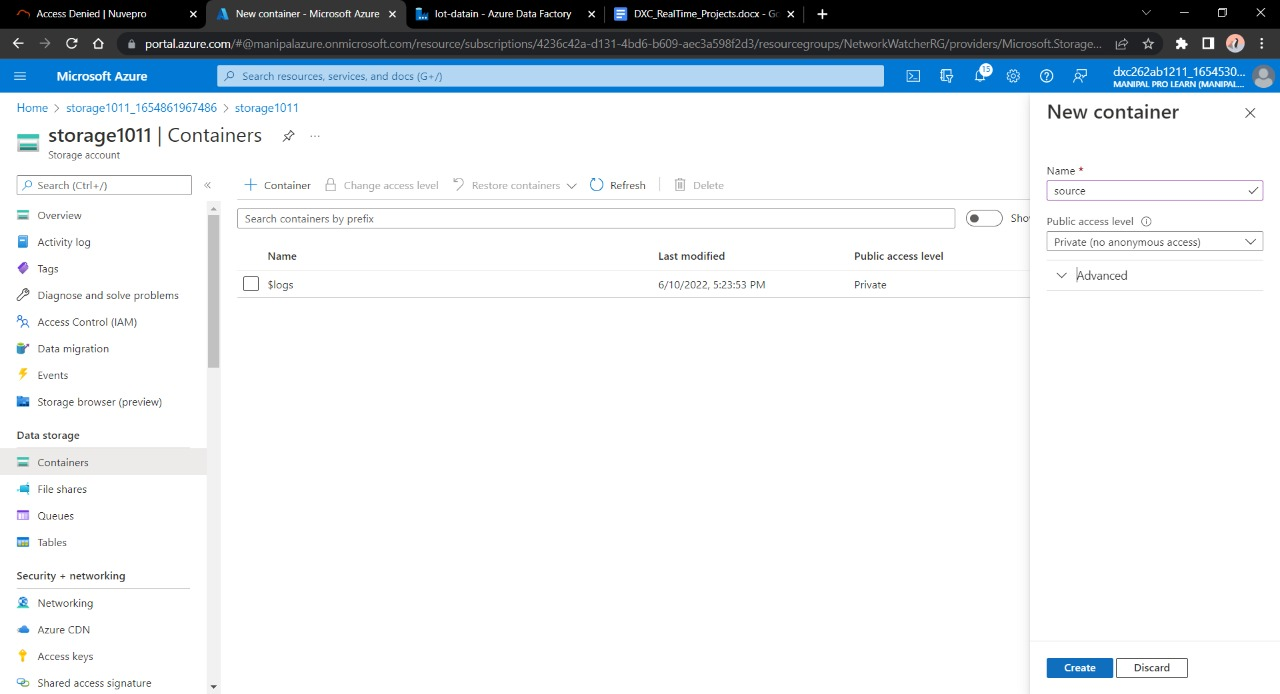 Access Denied | Nuvepro
New container - Microsoft Azure
Iot-datain - Azure Data Factory
DXC_RealTime_Projects.docx - Go
portal.azure.com/#@manipalazure.onmicrosoft.com/resource/subscriptions/4236c42a-d131-4bd6-b609-aec3a598f2d3/resourcegroups/NetworkWatcherRG/providers/Microsoft.Storage...
Microsoft Azure
Search resources, services, and docs (G+/)
15
dxc262ab1211_1654530...
MANIPAL PRO LEARN (MANIPAL...
Home > storage1011_1654861967486 > storage1011
storage1011 | Containers
Storage account
Search (Ctrl+/)
Overview
Activity log
Tags
Diagnose and solve problems
Access Control (IAM)
Data migration
Events
Storage browser (preview)
Data storage
Containers
File shares
Queues
Tables
Security + networking
Networking
Azure CDN
Access keys
Shared access signature
Container
Change access level
Restore containers
Refresh
Delete
Search containers by prefix
Name Last modified Public access level
$logs 6/10/2022, 5:23:53 PM Private
New container
Name *
source
Public access level
Private (no anonymous access)
Advanced
Create
Discard